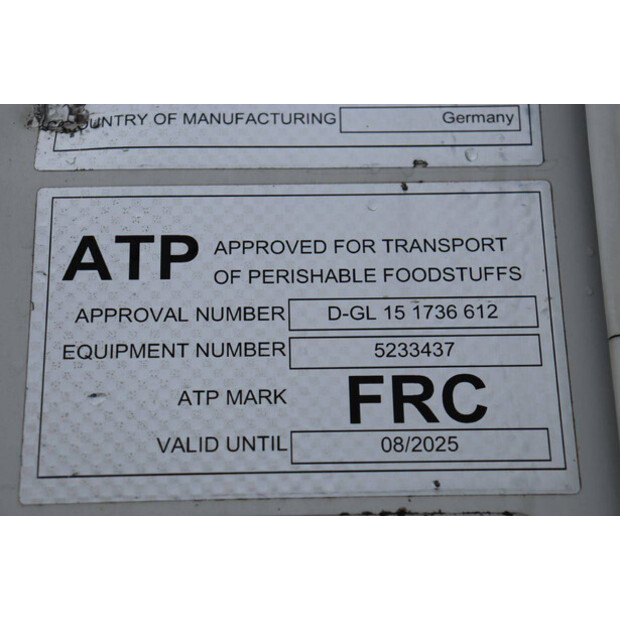 OUNTRY OF MANUFACTURING Germany
ATP APPROVED FOR TRANSPORT
OF PERISHABLE FOODSTUFFS
APPROVAL NUMBER D-GL 15 1736 612
EQUIPMENT NUMBER 5233437
ATP MARK FRC
VALID UNTIL 08/2025